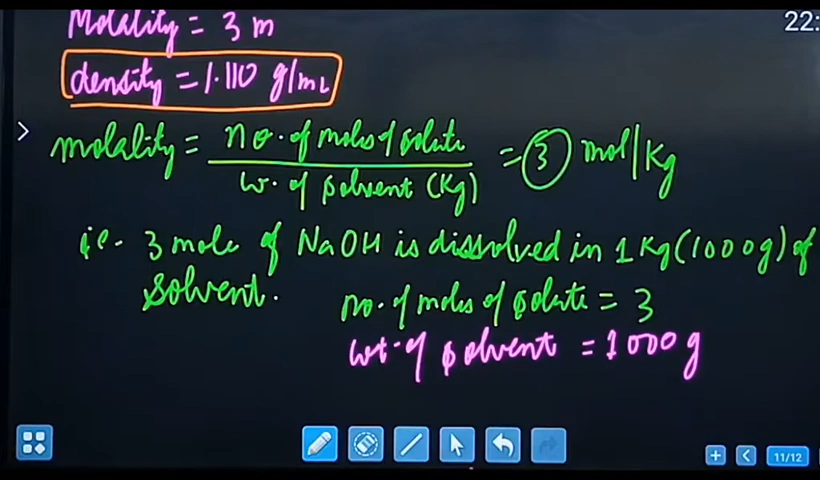 Molality = 3 m
22:
density = 1.110 g/mL
molality = no. of moles of solute / w. of solvent (Kg) = 3 mol/Kg
i.e. 3 mole of NaOH is dissolved in 1 Kg (1000g) of
solvent.
no. of moles of solute = 3
wt. of solvent = 1000 g
11/12